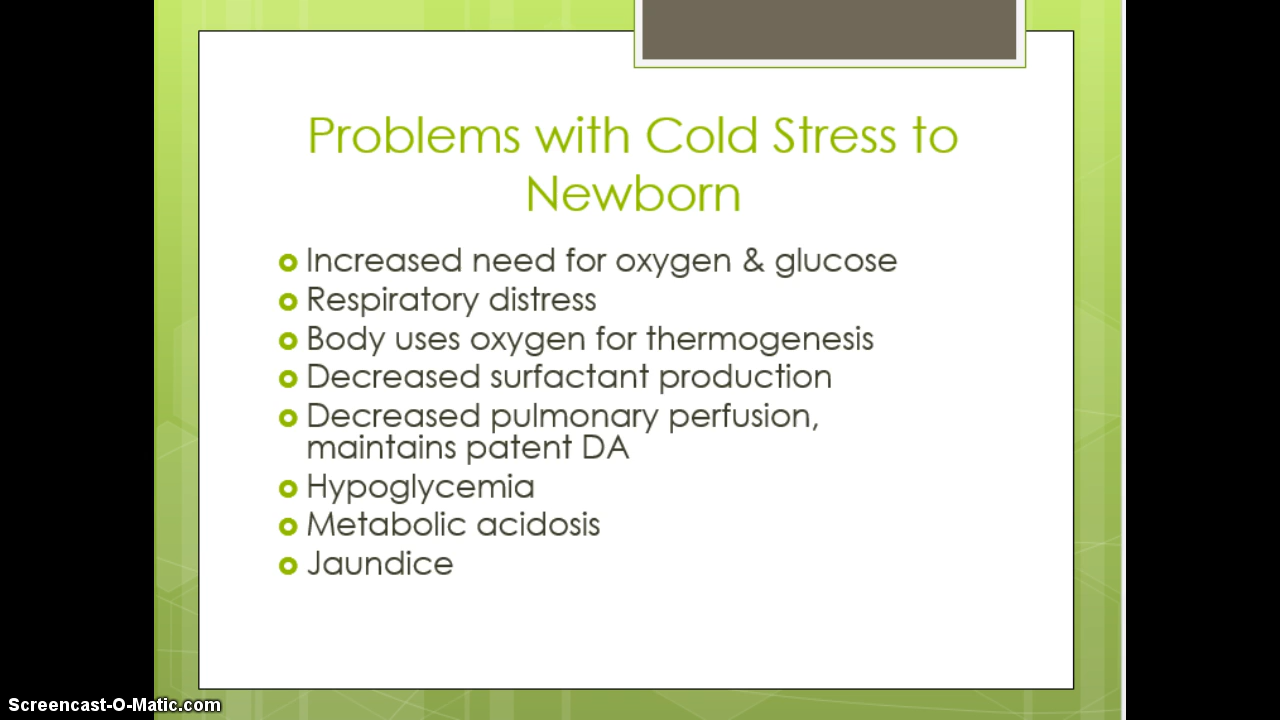 Problems with Cold Stress to
Newborn
Increased need for oxygen & glucose
Respiratory distress
Body uses oxygen for thermogenesis
Decreased surfactant production
Decreased pulmonary perfusion,
maintains patent DA
Hypoglycemia
Metabolic acidosis
Jaundice
Screencast-O-Matic.com